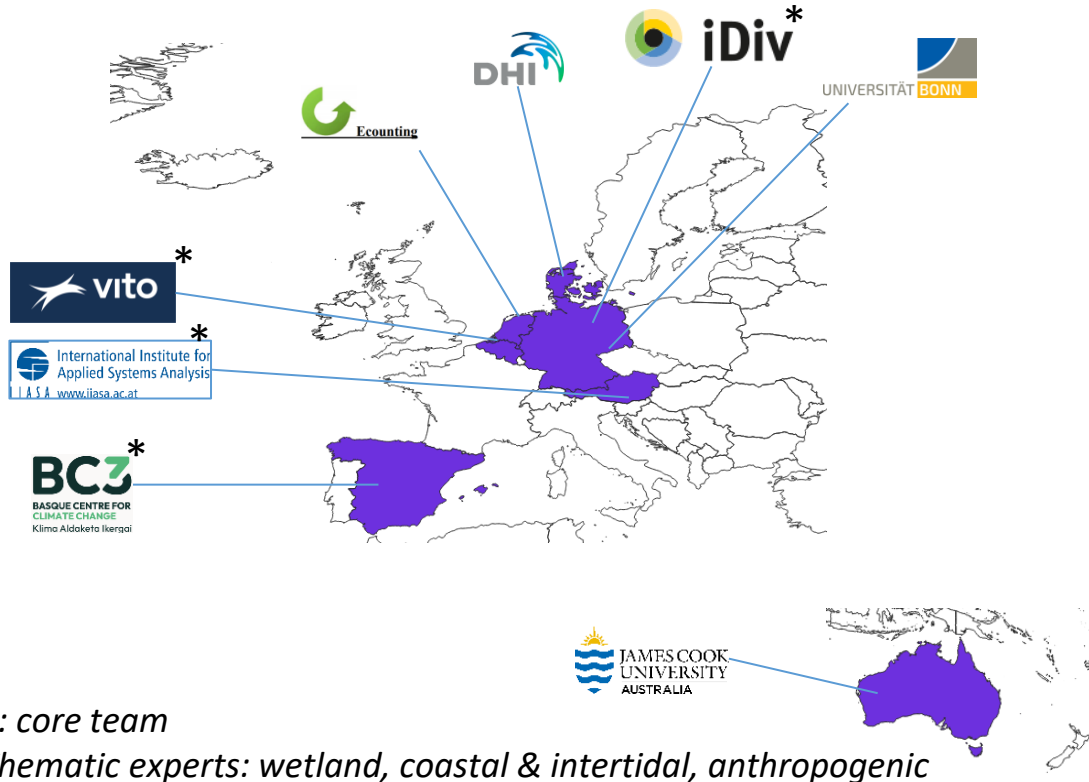 iDiv*
DHI
UNIVERSITÄT BONN
Ecounting
*
vito
*
International Institute for
Applied Systems Analysis
IIASA www.iiasa.ac.at
*
BC3
BASQUE CENTRE FOR
CLIMATE CHANGE
Klima Aldaketa Ikergai
JAMES COOK
UNIVERSITY
AUSTRALIA
: core team
hematic experts: wetland, coastal & intertidal, anthropogenic